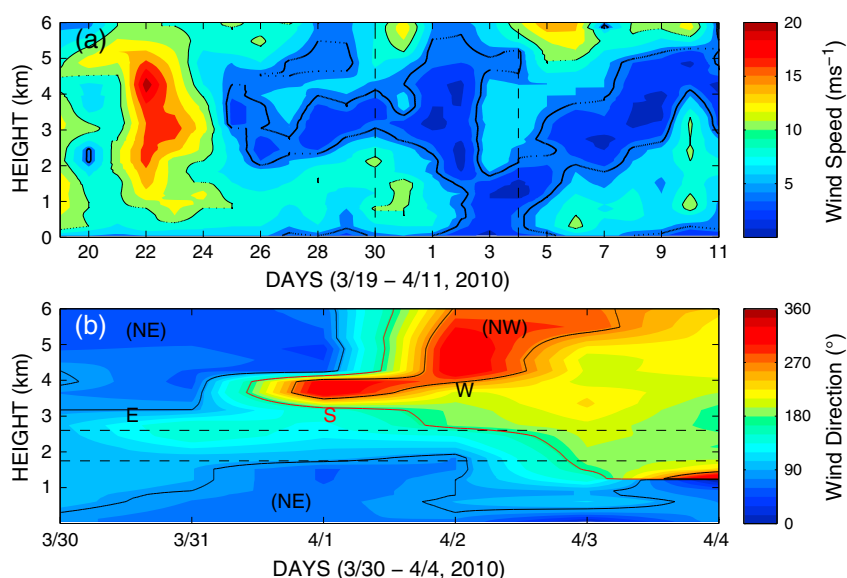 (a)
6
5
4
3
2
1
0
HEIGHT (km)
20 22 24 26 28 30 1 3 5 7 9 11
DAYS (3/19 – 4/11, 2010)
20
15
10
5
Wind Speed (ms⁻¹)
(b)
(NE)
(NW)
E
S
W
(NE)
6
5
4
3
2
1
HEIGHT (km)
3/30 3/31 4/1 4/2 4/3 4/4
DAYS (3/30 – 4/4, 2010)
360
270
180
90
0
Wind Direction (°)